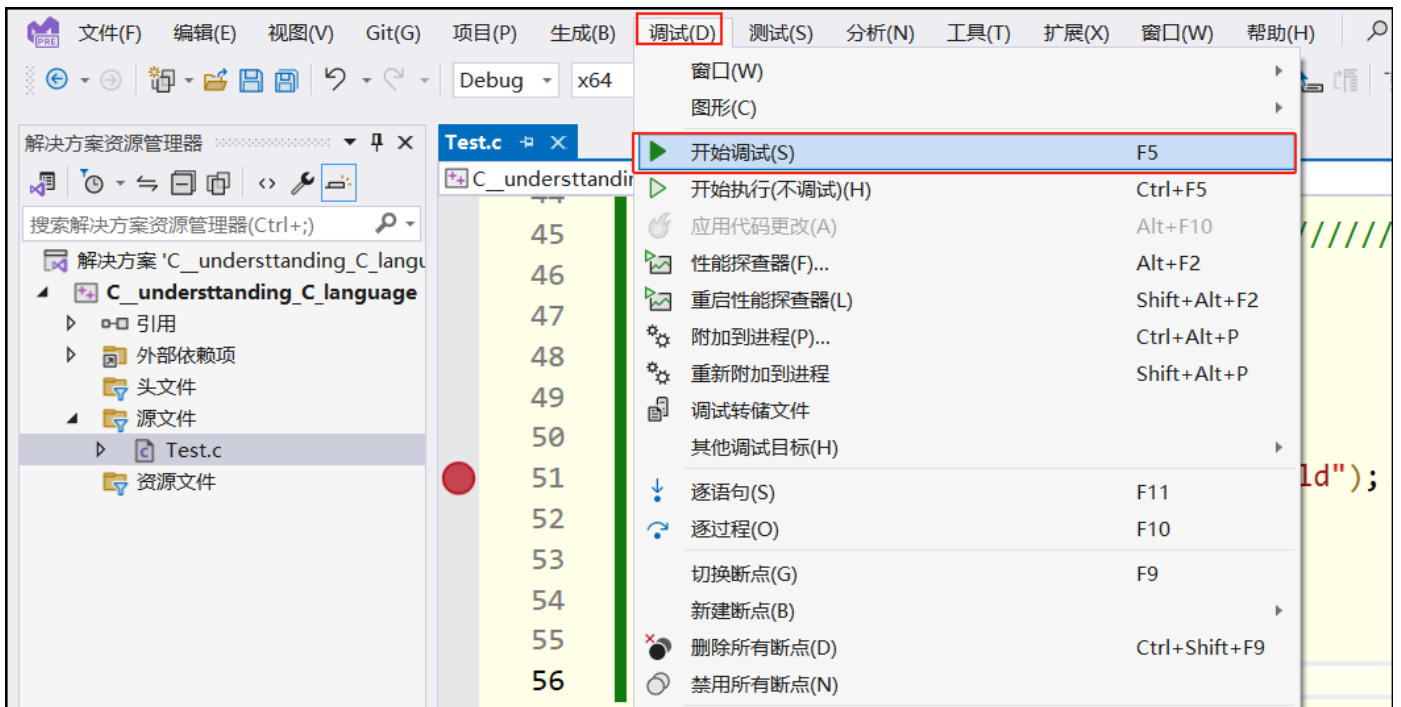 PRE 文件(F) 编辑(E) 视图(V) Git(G) 项目(P) 生成(B) 调试(D) 测试(S) 分析(N) 工具(T) 扩展(X) 窗口(W) 帮助(H)
Debug x64
解决方案资源管理器
搜索解决方案资源管理器(Ctrl+;)
解决方案 'C__understtanding_C_langu
C__understtanding_C_language
引用
外部依赖项
头文件
源文件
Test.c
资源文件
Test.c
C__understtandin
44
45 //////
46
47
48
49
50
51 ld");
52
53
54
55
56
窗口(W)
图形(C)
开始调试(S) F5
开始执行(不调试)(H) Ctrl+F5
应用代码更改(A) Alt+F10
性能探查器(F)... Alt+F2
重启性能探查器(L) Shift+Alt+F2
附加到进程(P)... Ctrl+Alt+P
重新附加到进程 Shift+Alt+P
调试转储文件
其他调试目标(H)
逐语句(S) F11
逐过程(O) F10
切换断点(G) F9
新建断点(B)
删除所有断点(D) Ctrl+Shift+F9
禁用所有断点(N)